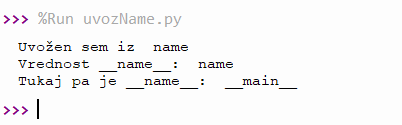 >>> %Run uvozName.py
Uvožen sem iz  name
Vrednost __name__:  name
Tukaj pa je __name__:  __main__
>>>